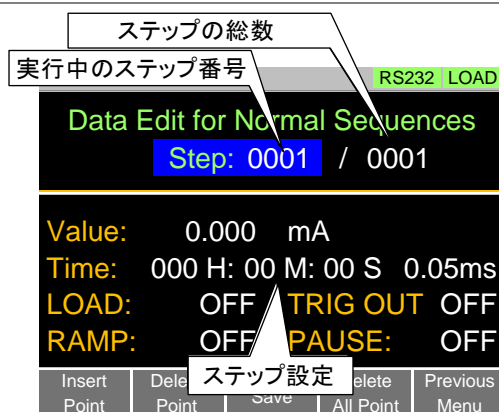 ステップの総数
実行中のステップ番号
RS232 LOAD
Data Edit for Normal Sequences
Step: 0001 / 0001
Value: 0.000 mA
Time: 000 H: 00 M: 00 S 0.05ms
LOAD: OFF TRIG OUT OFF
RAMP: OFF PAUSE: OFF
ステップ設定
Insert Point
Point
Save
All Point
Previous Menu